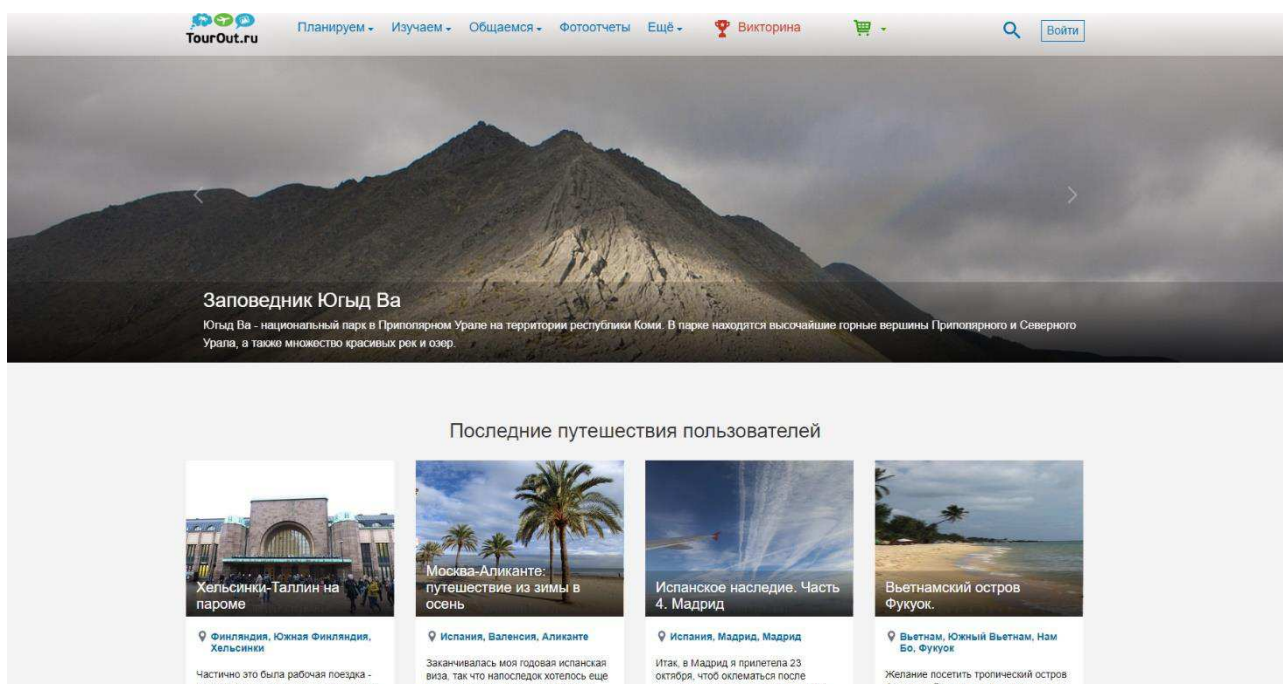 TourOut.ru
Планируем
Изучаем
Общаемся
Фотоотчеты
Ещё
Викторина
Войти
Заповедник Югыд Ва
Югыд Ва - национальный парк в Приполярном Урале на территории республики Коми. В парке находятся высочайшие горные вершины Приполярного и Северного
Урала, а также множество красивых рек и озер.
Последние путешествия пользователей
Хельсинки-Таллин на
пароме
Финляндия, Южная Финляндия,
Хельсинки
Частично это была рабочая поездка -
Москва-Аликанте:
путешествие из зимы в
осень
Испания, Валенсия, Аликанте
Заканчивалась моя годовая испанская
виза, так что напоследок хотелось еще
Испанское наследие. Часть
4. Мадрид
Испания, Мадрид, Мадрид
Итак, в Мадрид я прилетела 23
октября, чтоб оклематься после
Вьетнамский остров
Фукуок.
Вьетнам, Южный Вьетнам, Нам
Бо, Фукуок
Желание посетить тропический остров